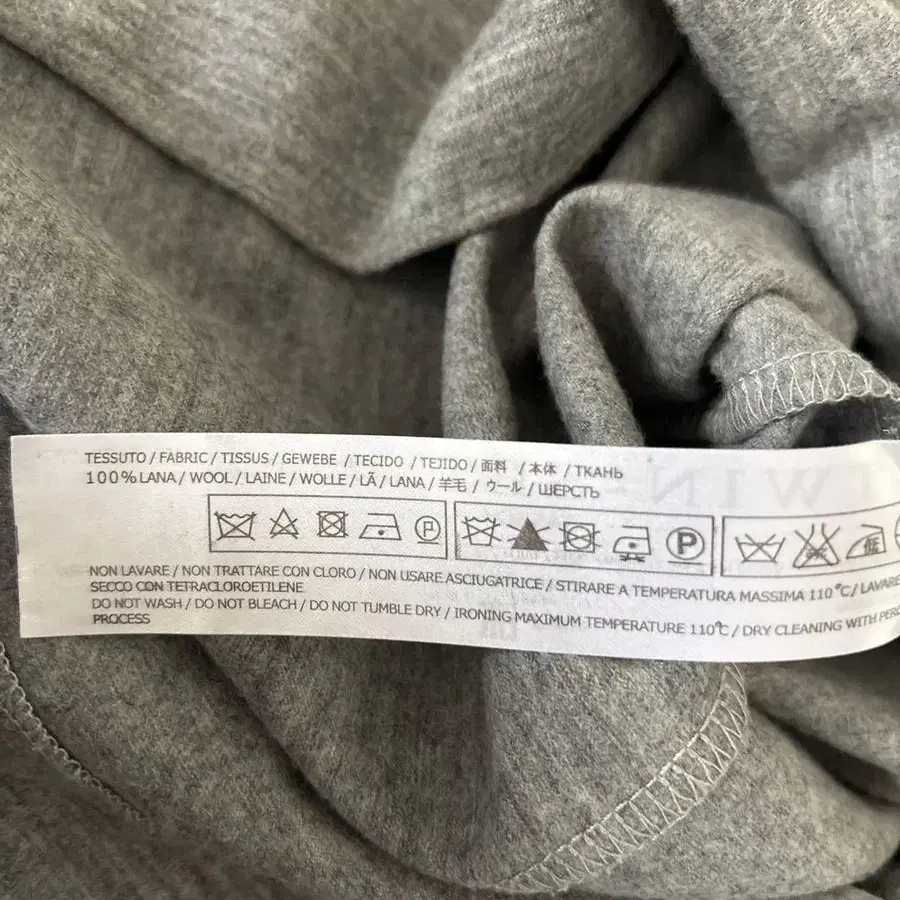 TESSUTO / FABRIC / TISSUS / GEWEBE / TECIDO / TEJIDO / 面料 / 本体 / ТКАНЬ
100% LANA / WOOL / LAINE / WOLLE / LÃ / LANA / 羊毛 / ウール / ШЕРСТЬ
P P 低
NON LAVARE / NON TRATTARE CON CLORO / NON USARE ASCIUGATRICE / STIRARE A TEMPERATURA MASSIMA 110°C / LAVARE
SECCO CON TETRACLOROETILENE
DO NOT WASH / DO NOT BLEACH / DO NOT TUMBLE DRY / IRONING MAXIMUM TEMPERATURE 110°C / DRY CLEANING WITH
PROCESS